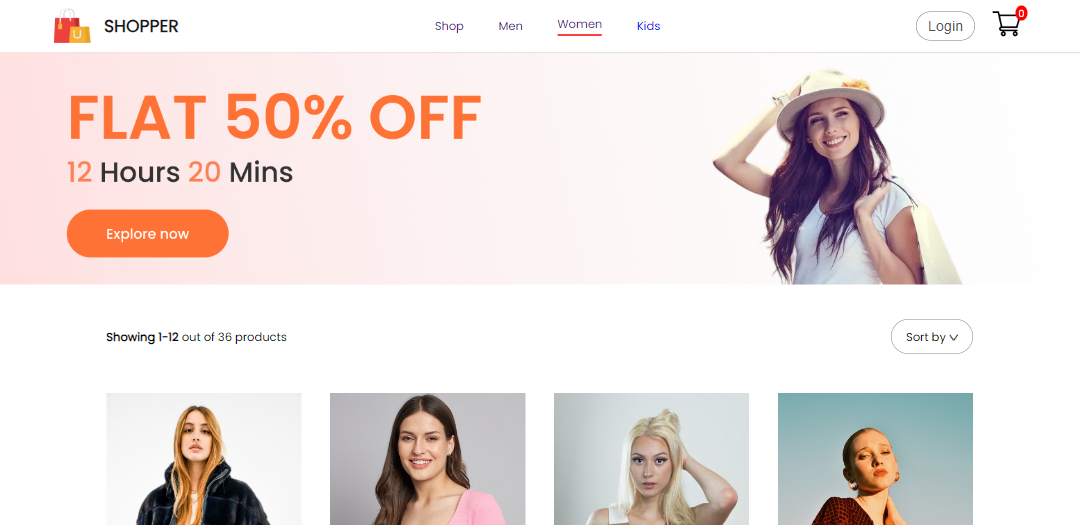 U
SHOPPER
Shop Men Women Kids
Login
0
FLAT 50% OFF
12 Hours 20 Mins
Explore now
Showing 1-12 out of 36 products
Sort by